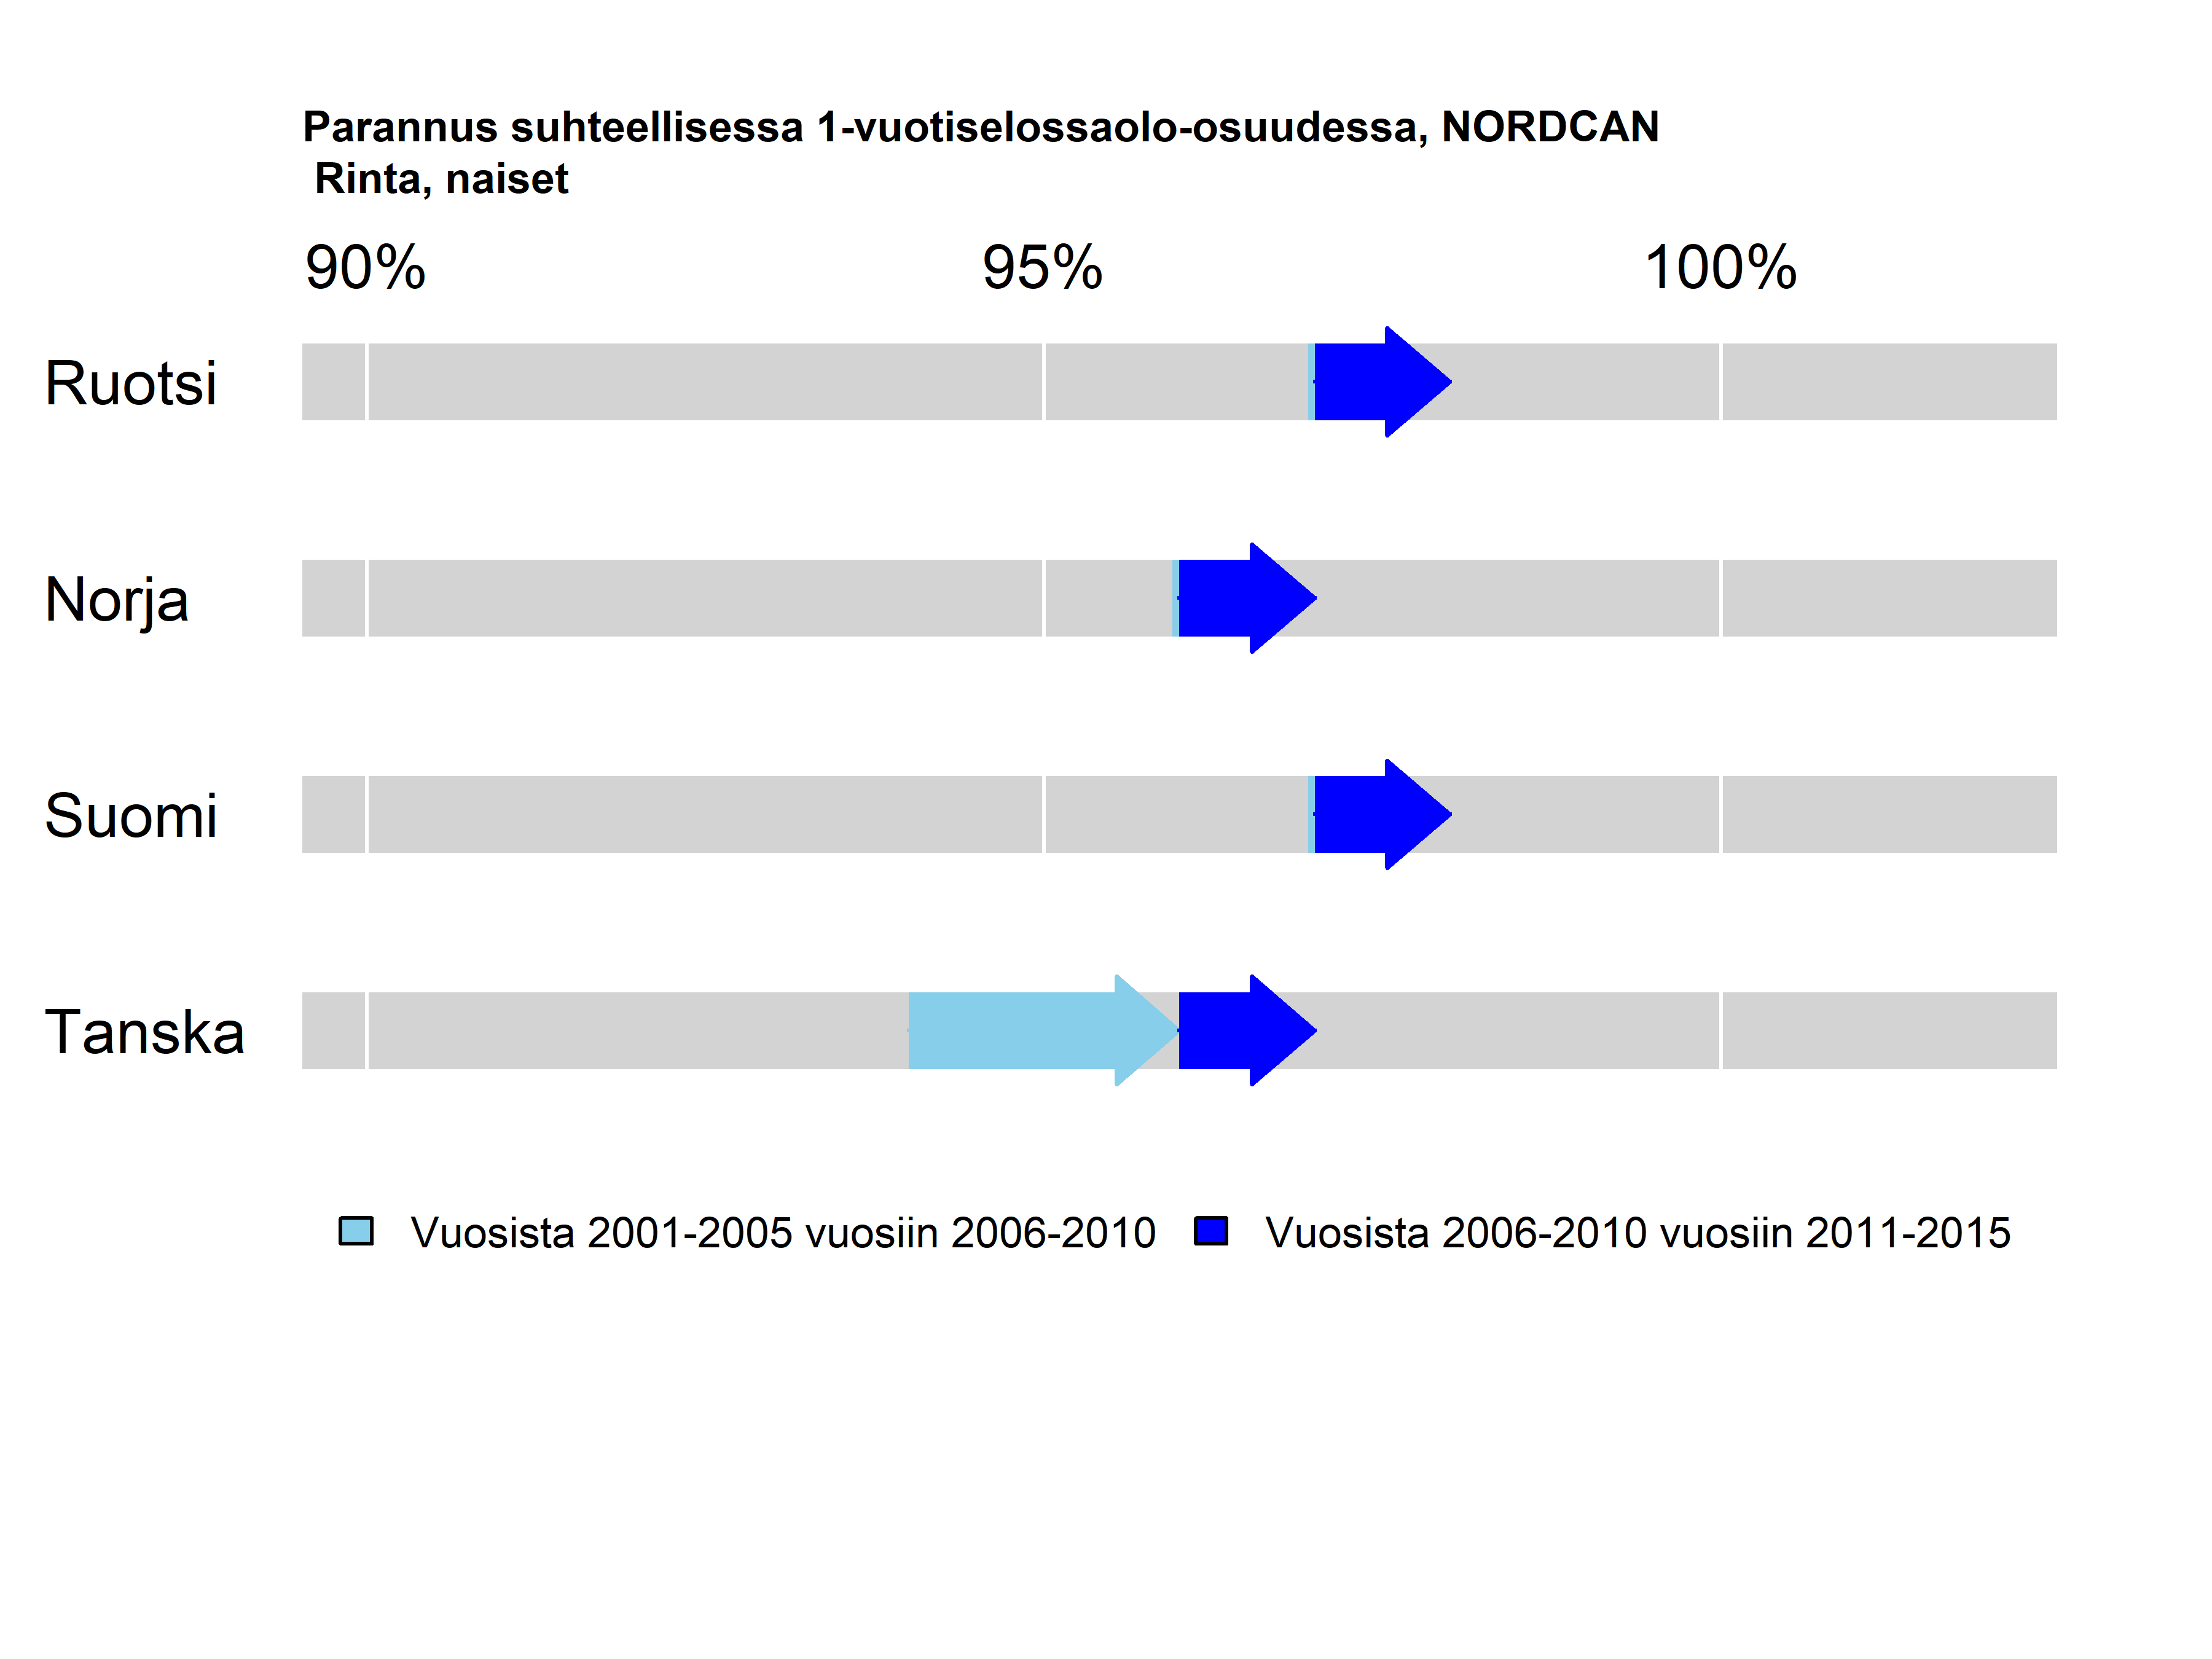 Parannus suhteellisessa 1-vuotiselossaolo-osuudessa, NORDCAN
Rinta, naiset
90% 95% 100%
Ruotsi
Norja
Suomi
Tanska
Vuosista 2001-2005 vuosiin 2006-2010 Vuosista 2006-2010 vuosiin 2011-2015